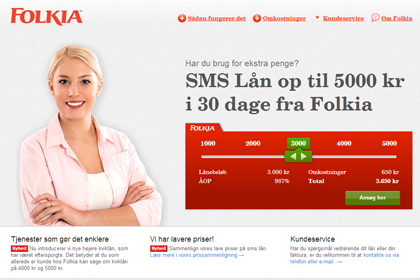 FOLKIA
Sådan fungerer det
Omkostninger
Kundeservice
Om Folkia
Har du brug for ekstra penge?
SMS Lån op til 5000 kr
i 30 dage fra Folkia
FOLKIA
1000 2000 3000 4000 5000
Lånebeløb 3.000 kr Omkostninger 650 kr
ÅOP 987% Total 3.650 kr
Ansøg her
Tjenester som gør det enklere
Nyhed Nu introducerer vi nye højere kviklån, som
har været efterspurgt. Det betyder at du som
allerede er kunde hos Folkia kan søge om kviklån
på 4000 kr og 5000 kr.
Vi har lavere priser!
Nyhed Sammenlign vores lave priser på sms lån.
Læs mere i vores prissammenligning →
Kundeservice
Har du spørgsmål vedrørende dit lån eller din
faktura, er du velkommen til at kontakte os via
telefon eller e-mail. →